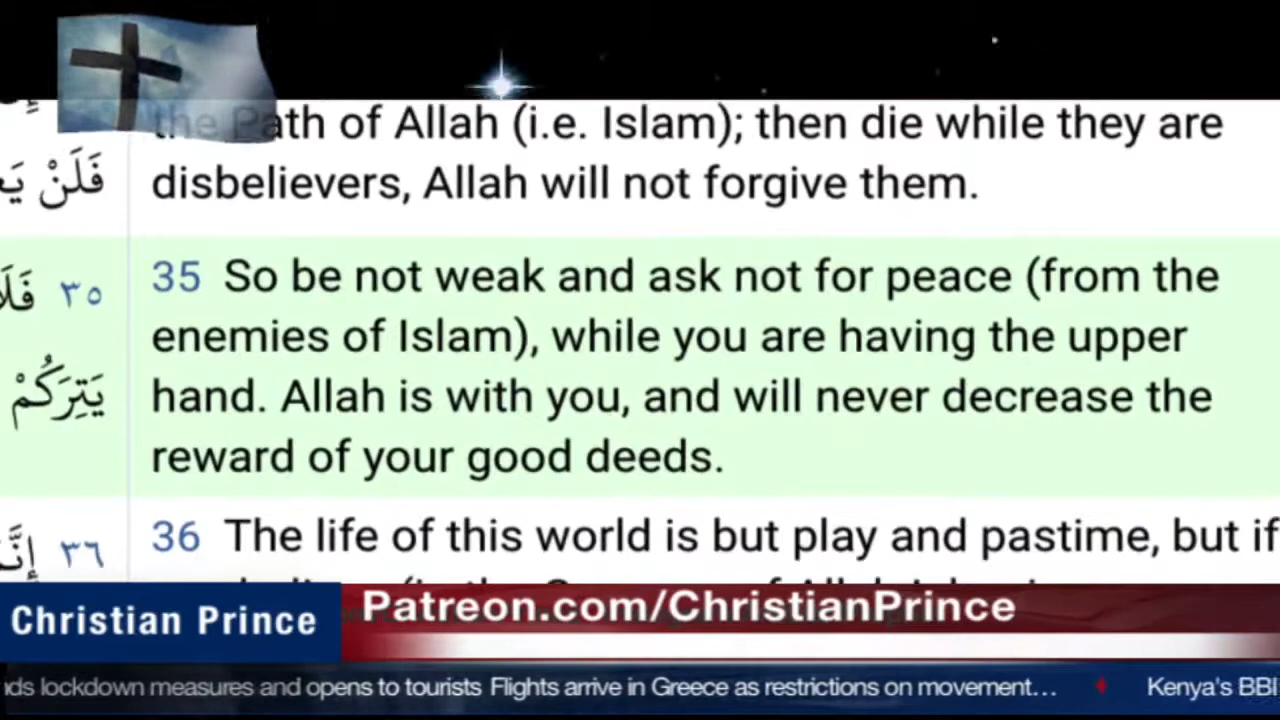 the Path of Allah (i.e. Islam); then die while they are
فَلَنْ
disbelievers, Allah will not forgive them.
٣٥
35 So be not weak and ask not for peace (from the
enemies of Islam), while you are having the upper
يَتِرَكُمْ
hand. Allah is with you, and will never decrease the
reward of your good deeds.
٣٦
36 The life of this world is but play and pastime, but if
Christian Prince
Patreon.com/ChristianPrince
lockdown measures and opens to tourists Flights arrive in Greece as restrictions on movement... Kenya's BBI